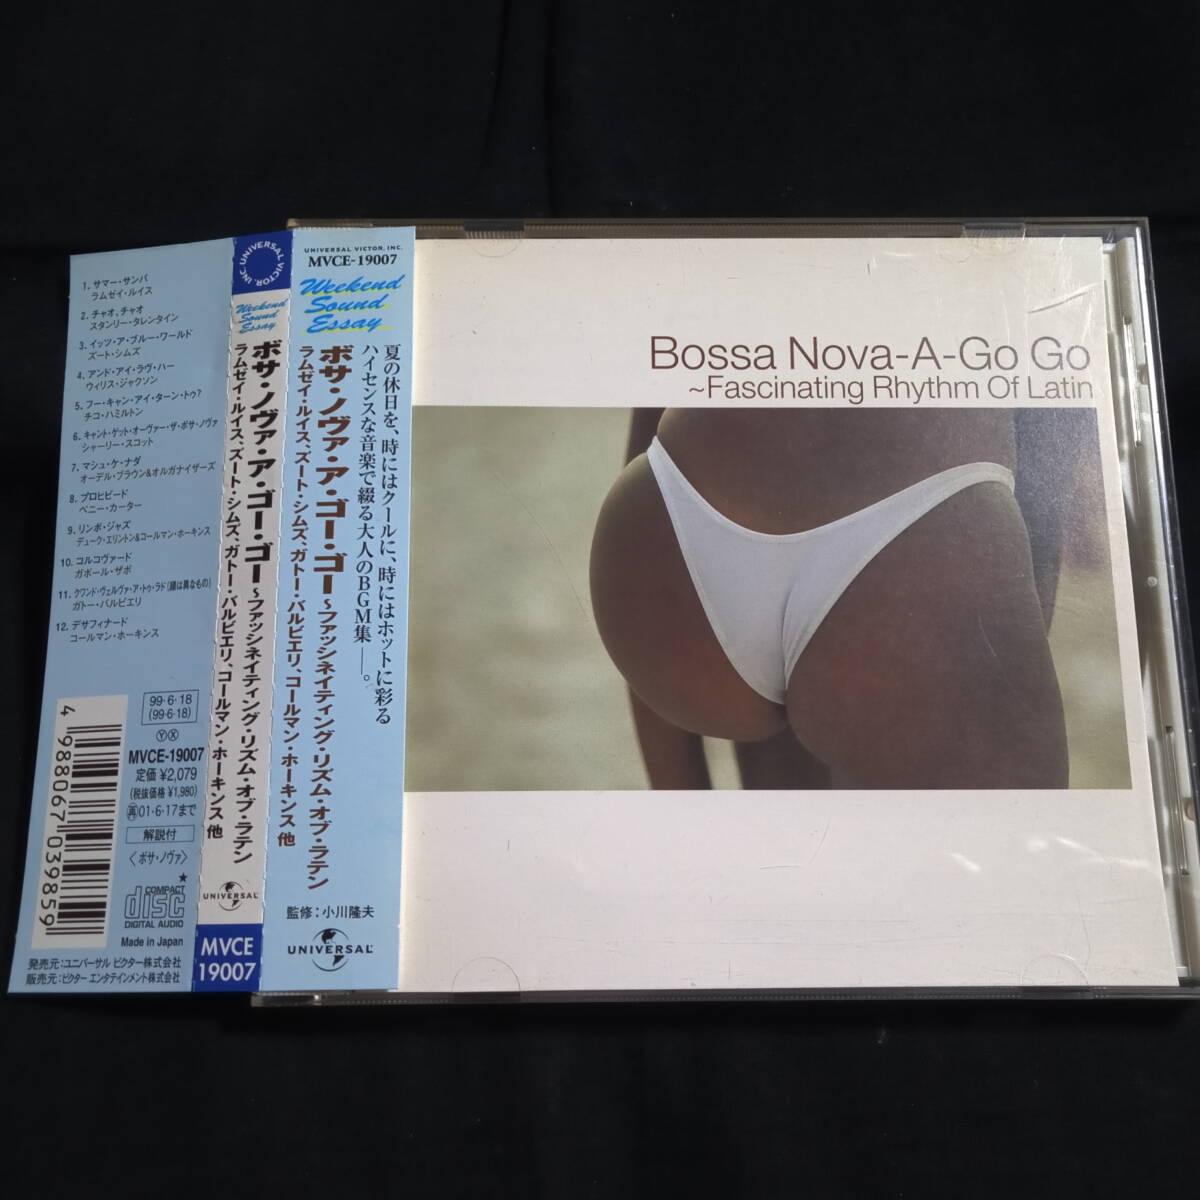 1. サマー・サンバ
ラムゼイ・ルイス
2. チャオ、チャオ
スタンリー・タレンタイン
3. イッツ・ア・ブルー・ワールド
ズート・シムズ
4. アンド・アイ・ラヴ・ハー
ウィリス・ジャクソン
5. フー・キャン・アイ・ターン・トゥ?
チコ・ハミルトン
6. キャント・ゲット・オーヴァー・ザ・ボサ・ノヴァ
シャーリー・スコット
7. マシュ・ケ・ナダ
オーデル・ブラウン&オルガナイザーズ
8. プロヒビード
ベニー・カーター
9. リンボ・ジャズ
デューク・エリントン&コールマン・ホーキンス
10. コルコヴァード
ガボール・ザボ
11. クワンド・ヴェルヴァ・ア・トゥ・ラド(顔は異なもの)
ガトー・バルビエリ
12. デサフィナード
コールマン・ホーキンス
4 988067 039859
99・6・18
(99・6・18)
Ⓨ Ⓧ
MVCE-19007
定価 ¥2,079
(税抜価格 ¥1,980)
再 01・6・17まで
解説付
〈ボサ・ノヴァ〉
★
COMPACT
disc
DIGITAL AUDIO
Made in Japan
発売元:ユニバーサル ビクター株式会社
販売元:ビクター エンタテインメント株式会社
UNIVERSAL VICTOR, INC.
Weekend
Sound
Essay
ボサ・ノヴァ・ア・ゴー・ゴー~ファッシネイティング・リズム・オブ・ラテン
ラムゼイ・ルイス、ズート・シムズ、ガトー・バルビエリ、コールマン・ホーキンス 他
UNIVERSAL
MVCE
19007
UNIVERSAL VICTOR, INC.
MVCE-19007
Weekend
Sound
Essay
夏の休日を、時にはクールに、時にはホットに彩る
ハイセンスな音楽で綴る大人のBGM集──。
ボサ・ノヴァ・ア・ゴー・ゴー~ファッシネイティング・リズム・オブ・ラテン
ラムゼイ・ルイス、ズート・シムズ、ガトー・バルビエリ、コールマン・ホーキンス 他
監修:小川隆夫
UNIVERSAL
Bossa Nova-A-Go Go
~Fascinating Rhythm Of Latin